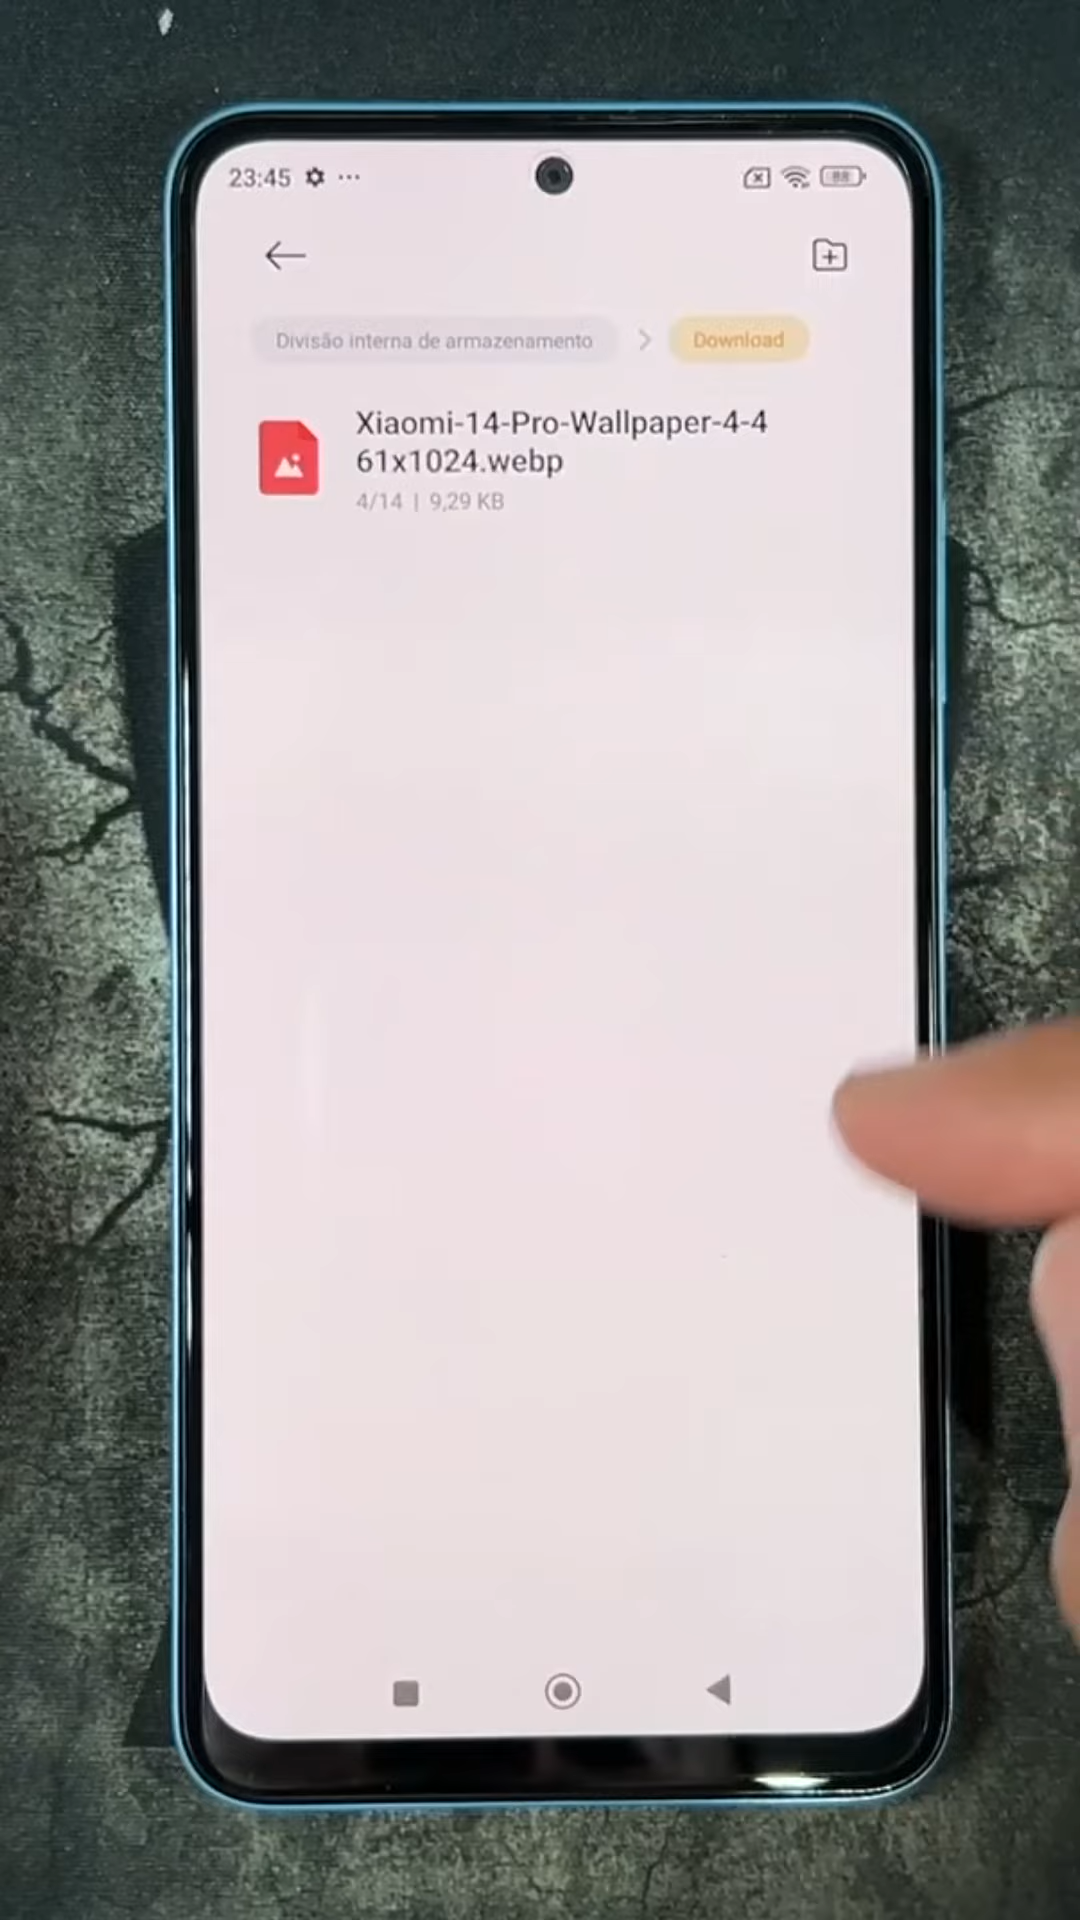 23:45
88
Divisão interna de armazenamento
Download
Xiaomi-14-Pro-Wallpaper-4-4
61x1024.webp
4/14 | 9,29 KB